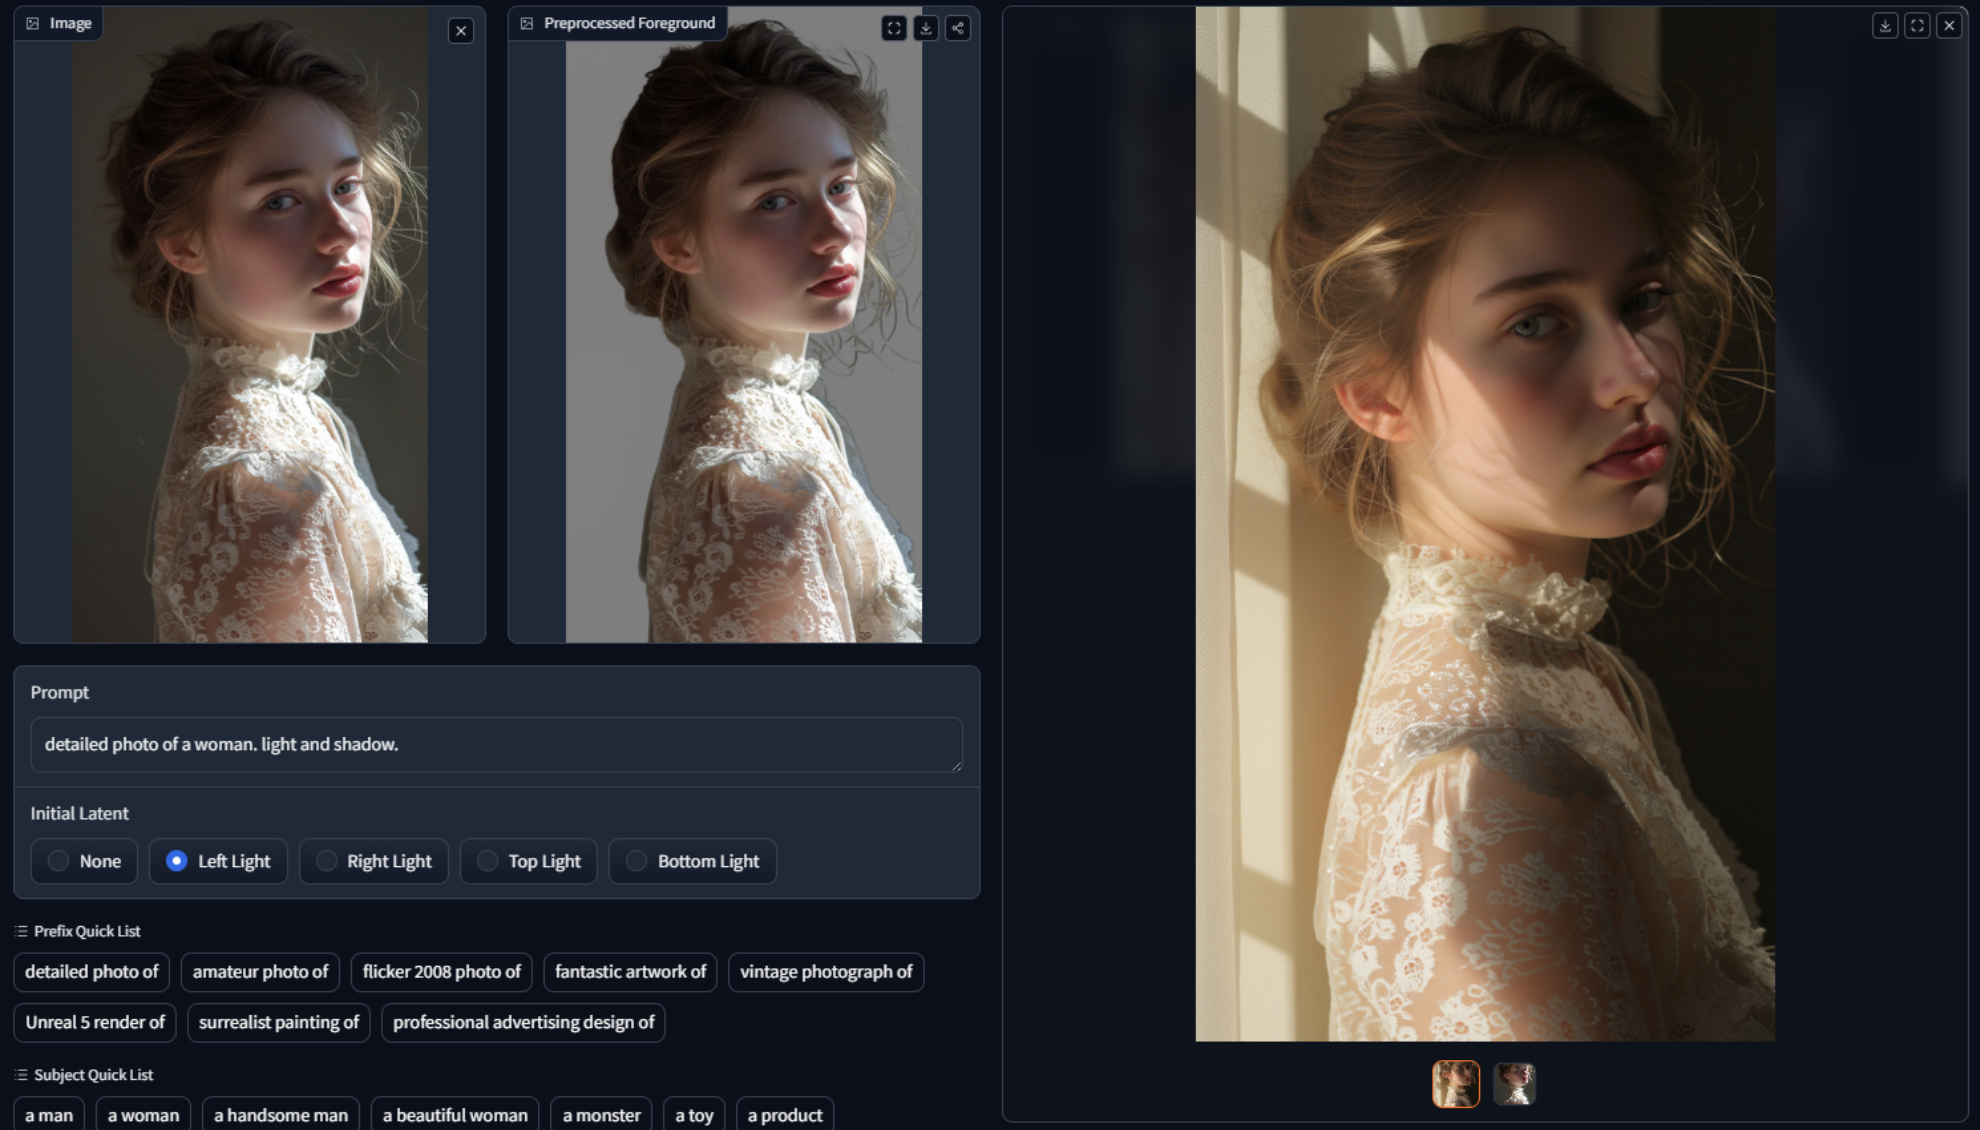 Image
Preprocessed Foreground
Prompt
detailed photo of a woman. light and shadow.
Initial Latent
None Left Light Right Light Top Light Bottom Light
Prefix Quick List
detailed photo of amateur photo of flicker 2008 photo of fantastic artwork of vintage photograph of
Unreal 5 render of surrealist painting of professional advertising design of
Subject Quick List
a man a woman a handsome man a beautiful woman a monster a toy a product